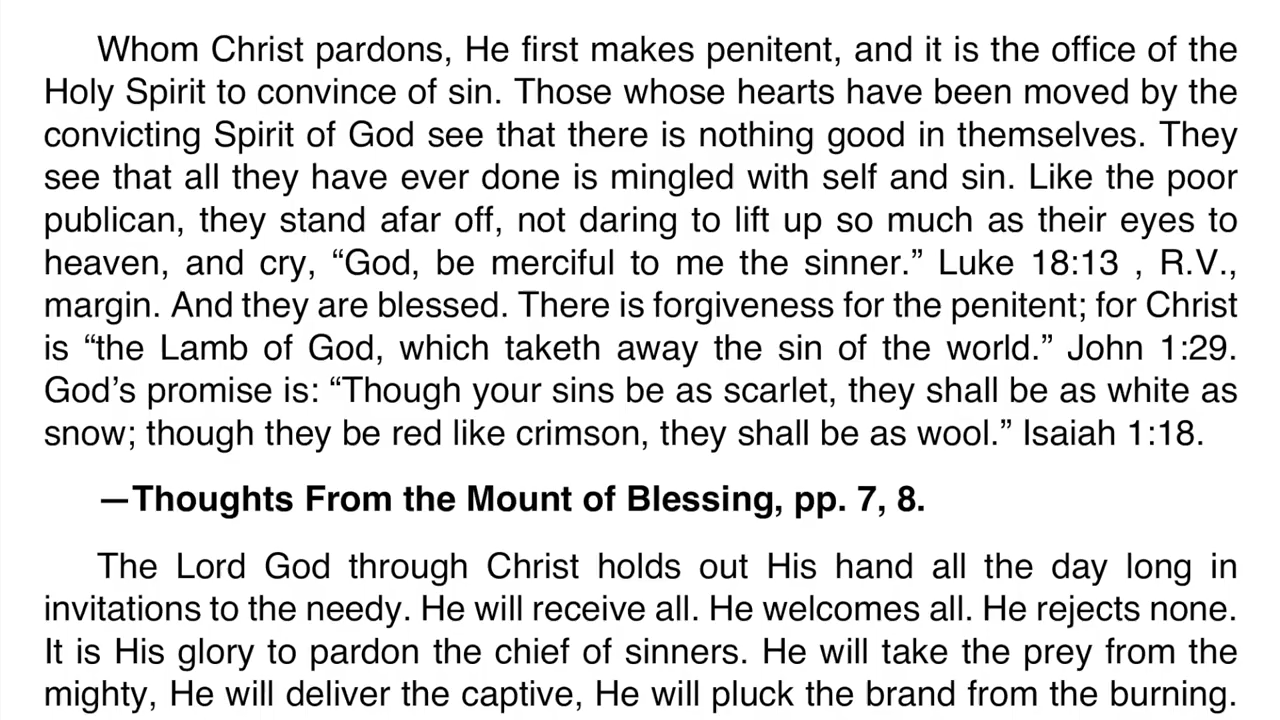 Whom Christ pardons, He first makes penitent, and it is the office of the
Holy Spirit to convince of sin. Those whose hearts have been moved by the
convicting Spirit of God see that there is nothing good in themselves. They
see that all they have ever done is mingled with self and sin. Like the poor
publican, they stand afar off, not daring to lift up so much as their eyes to
heaven, and cry, “God, be merciful to me the sinner.” Luke 18:13 , R.V.,
margin. And they are blessed. There is forgiveness for the penitent; for Christ
is “the Lamb of God, which taketh away the sin of the world.” John 1:29.
God’s promise is: “Though your sins be as scarlet, they shall be as white as
snow; though they be red like crimson, they shall be as wool.” Isaiah 1:18.
—Thoughts From the Mount of Blessing, pp. 7, 8.
The Lord God through Christ holds out His hand all the day long in
invitations to the needy. He will receive all. He welcomes all. He rejects none.
It is His glory to pardon the chief of sinners. He will take the prey from the
mighty, He will deliver the captive, He will pluck the brand from the burning.